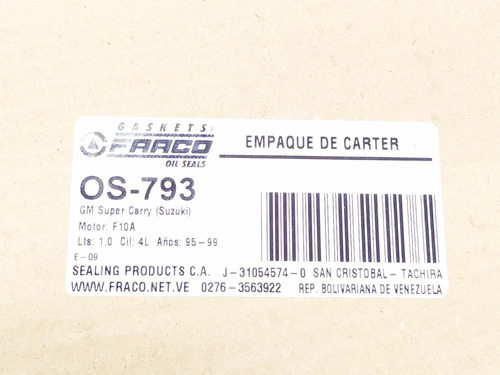 GASKETS
FRACO
OIL SEALS
EMPAQUE DE CARTER
OS-793
GM Super Carry (Suzuki)
Motor: F10A
Lts: 1.0 Cil: 4L Años: 95-99
E-09
SEALING PRODUCTS C.A. J-31054574-0 SAN CRISTOBAL - TACHIRA
WWW.FRACO.NET.VE 0276-3563922 REP. BOLIVARIANA DE VENEZUELA